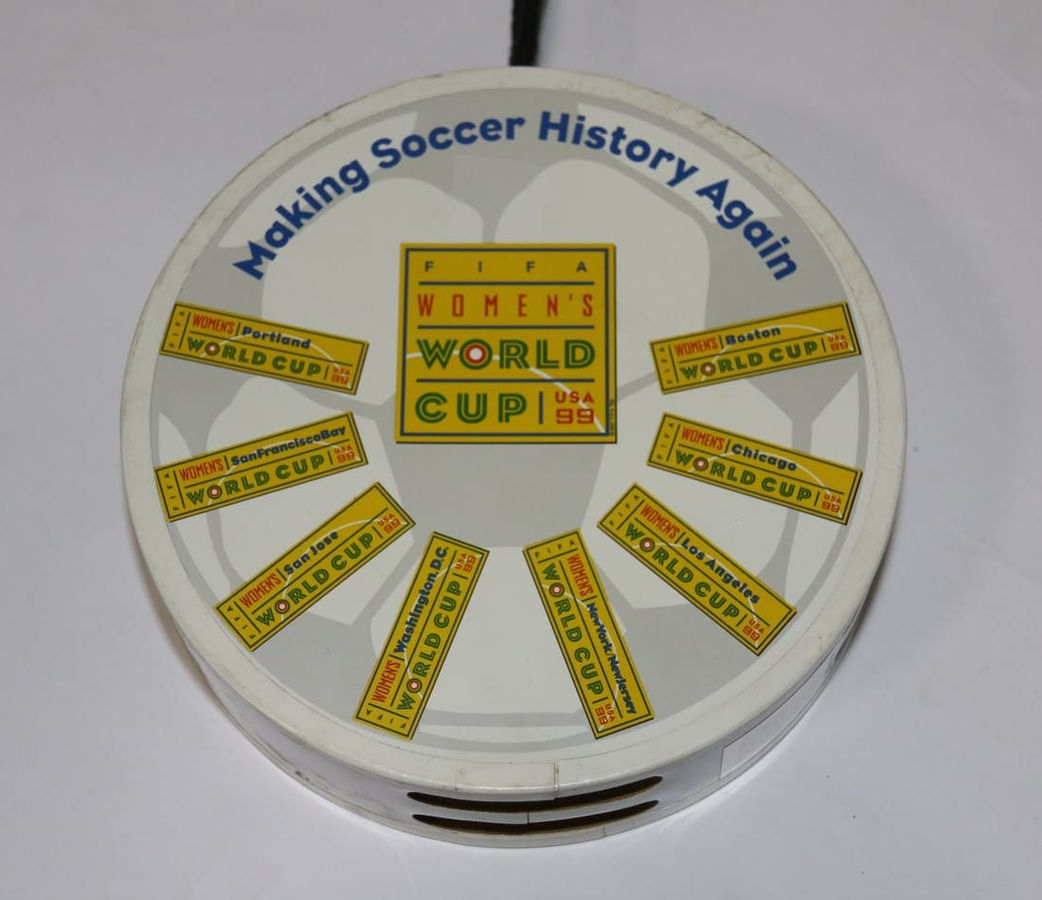 Making Soccer History Again
FIFA
WOMEN'S
WORLD
CUP | USA 99
FIFA WOMEN'S | Portland
WORLD CUP | USA 99
FIFA WOMEN'S | SanFranciscoBay
WORLD CUP | USA 99
FIFA WOMEN'S | San Jose
WORLD CUP | USA 99
FIFA WOMEN'S | Washington, D.C.
WORLD CUP | USA 99
FIFA WOMEN'S | NewYork/NewJersey
WORLD CUP | USA 99
FIFA WOMEN'S | Los Angeles
WORLD CUP | USA 99
FIFA WOMEN'S | Chicago
WORLD CUP | USA 99
FIFA WOMEN'S | Boston
WORLD CUP | USA 99